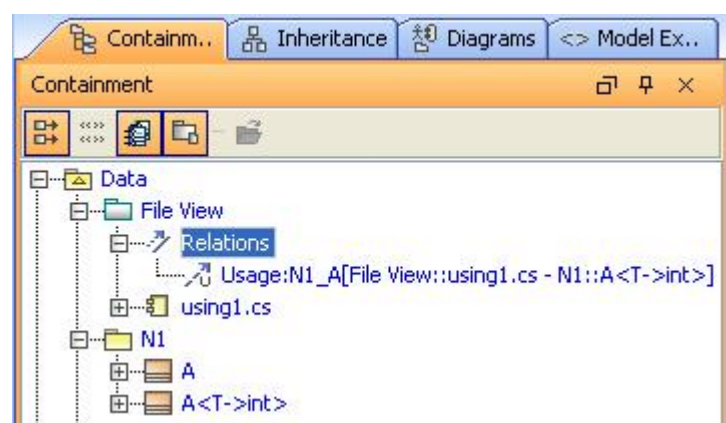 Containm.. Inheritance Diagrams <> Model Ex..
Containment
Data
File View
Relations
Usage:N1_A[File View::using1.cs - N1::A<T->int>]
using1.cs
N1
A
A<T->int>